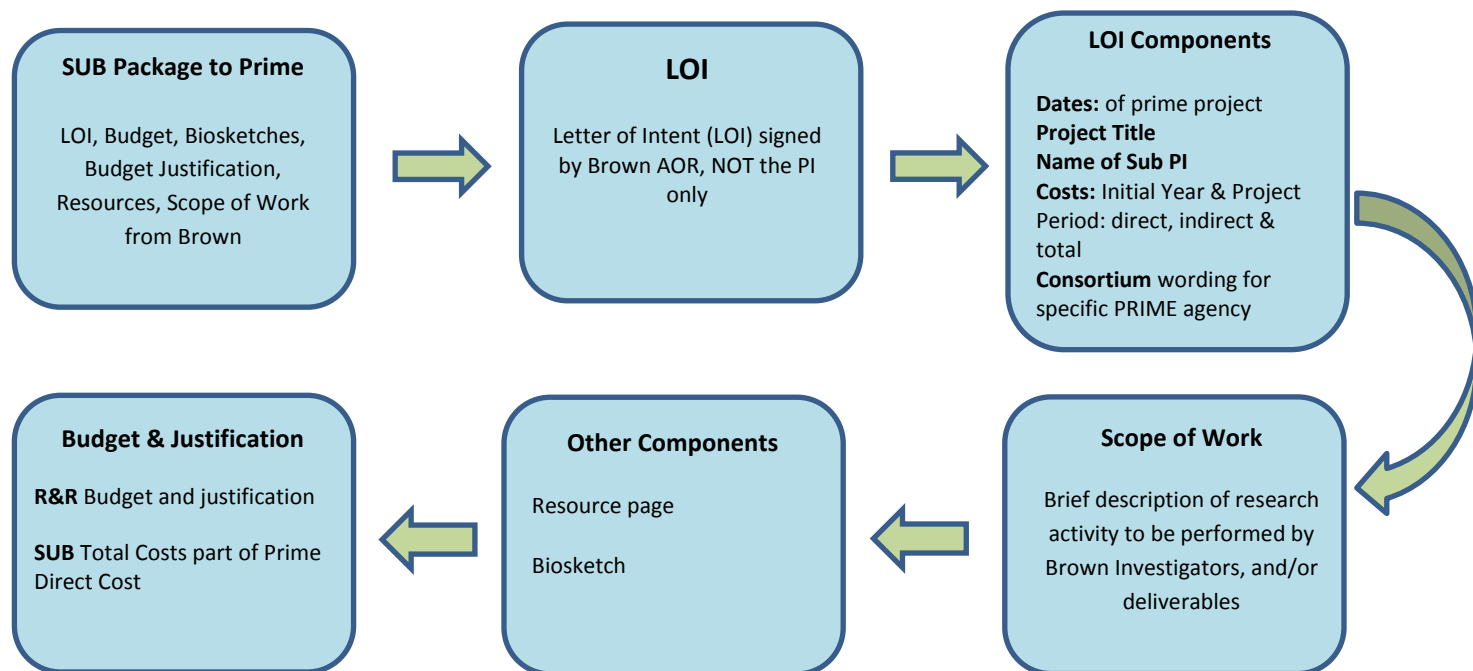 SUB Package to Prime
LOI, Budget, Biosketches,
Budget Justification,
Resources, Scope of Work
from Brown
LOI
Letter of Intent (LOI) signed
by Brown AOR, NOT the PI
only
LOI Components
Dates: of prime project
Project Title
Name of Sub PI
Costs: Initial Year & Project
Period: direct, indirect &
total
Consortium wording for
specific PRIME agency
Scope of Work
Brief description of research
activity to be performed by
Brown Investigators, and/or
deliverables
Other Components
Resource page
Biosketch
Budget & Justification
R&R Budget and justification
SUB Total Costs part of Prime
Direct Cost